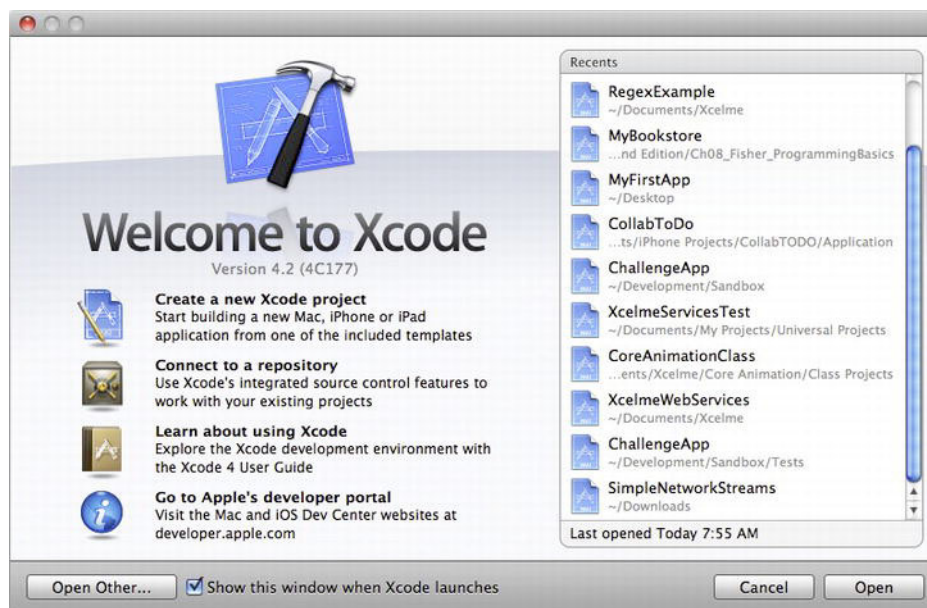 Welcome to Xcode
Version 4.2 (4C177)
Create a new Xcode project
Start building a new Mac, iPhone or iPad
application from one of the included templates
Connect to a repository
Use Xcode's integrated source control features to
work with your existing projects
Learn about using Xcode
Explore the Xcode development environment with
the Xcode 4 User Guide
Go to Apple's developer portal
Visit the Mac and iOS Dev Center websites at
developer.apple.com
Recents
RegexExample
~/Documents/Xcelme
MyBookstore
...nd Edition/Ch08_Fisher_ProgrammingBasics
MyFirstApp
~/Desktop
CollabToDo
...ts/iPhone Projects/CollabTODO/Application
ChallengeApp
~/Development/Sandbox
XcelmeServicesTest
~/Documents/My Projects/Universal Projects
CoreAnimationClass
...ents/Xcelme/Core Animation/Class Projects
XcelmeWebServices
~/Documents/Xcelme
ChallengeApp
~/Development/Sandbox/Tests
SimpleNetworkStreams
~/Downloads
Last opened Today 7:55 AM
Open Other...
Show this window when Xcode launches
Cancel
Open